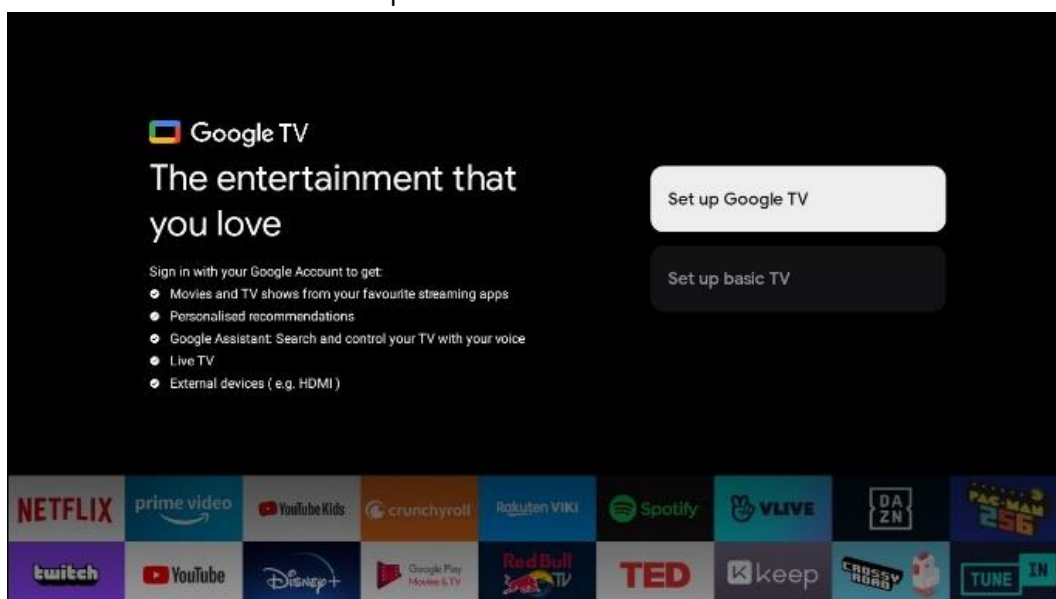 Google TV
The entertainment that
you love
Sign in with your Google Account to get:
Movies and TV shows from your favourite streaming apps
Personalised recommendations
Google Assistant: Search and control your TV with your voice
Live TV
External devices ( e.g. HDMI )
Set up Google TV
Set up basic TV
NETFLIX
prime video
YouTube Kids
crunchyroll
Rakuten VIKI
Spotify
VLIVE
DA
ZN
PAC-MAN
256
twitch
YouTube
Disney+
Google Play
Movies & TV
Red Bull
TV
TED
keep
CROSSY
ROAD
TUNE IN